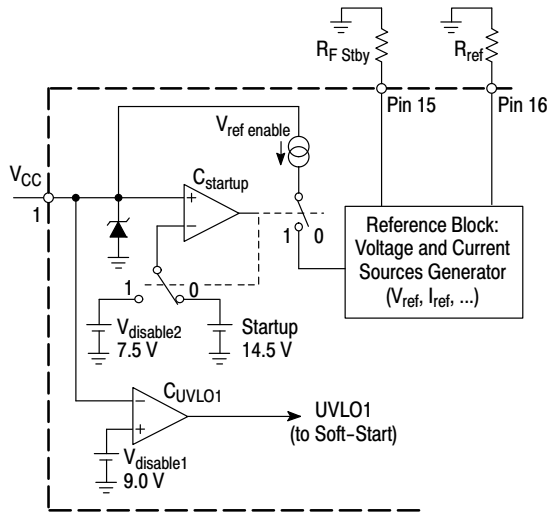 R_F Stby
R_ref
Pin 15
Pin 16
V_ref enable
V_CC
C_startup
1
+
−
1
0
Reference Block:
Voltage and Current
Sources Generator
(V_ref, I_ref, ...)
1
0
V_disable2
7.5 V
Startup
14.5 V
C_UVLO1
−
+
UVLO1
(to Soft−Start)
V_disable1
9.0 V